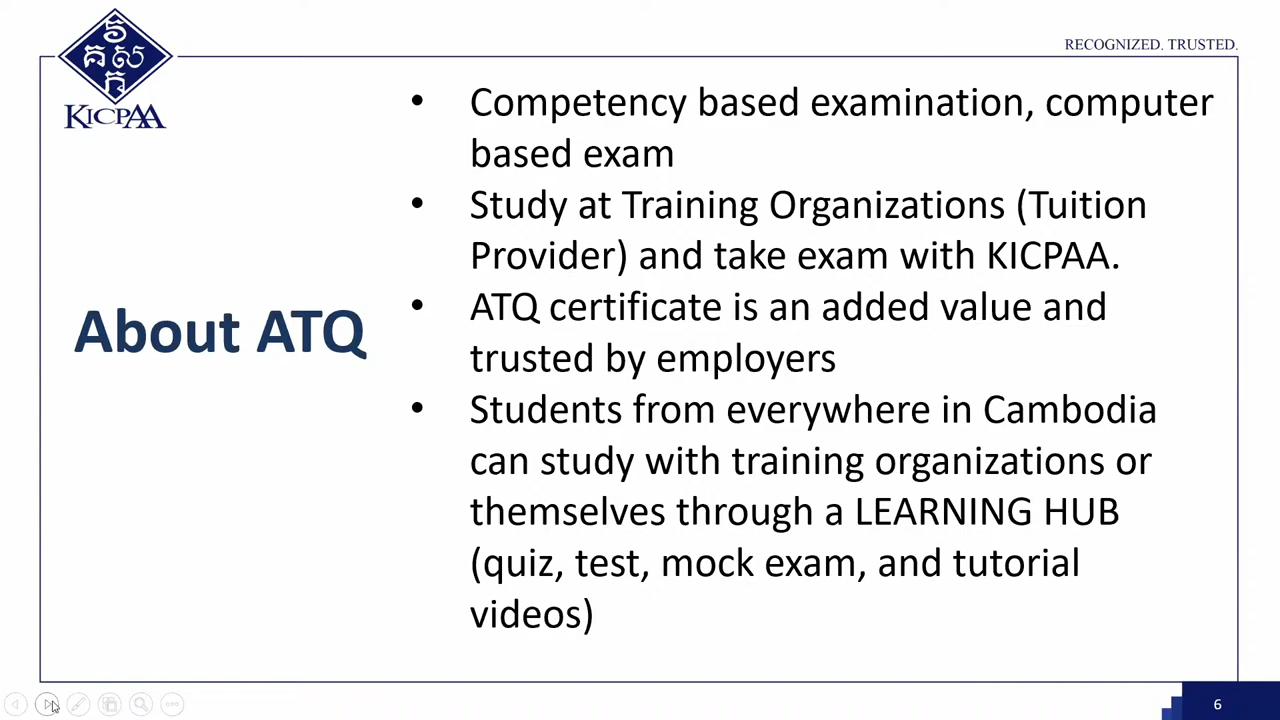 RECOGNIZED. TRUSTED.
KICPAA
• Competency based examination, computer
based exam
• Study at Training Organizations (Tuition
Provider) and take exam with KICPAA.
About ATQ
• ATQ certificate is an added value and
trusted by employers
• Students from everywhere in Cambodia
can study with training organizations or
themselves through a LEARNING HUB
(quiz, test, mock exam, and tutorial
videos)
6